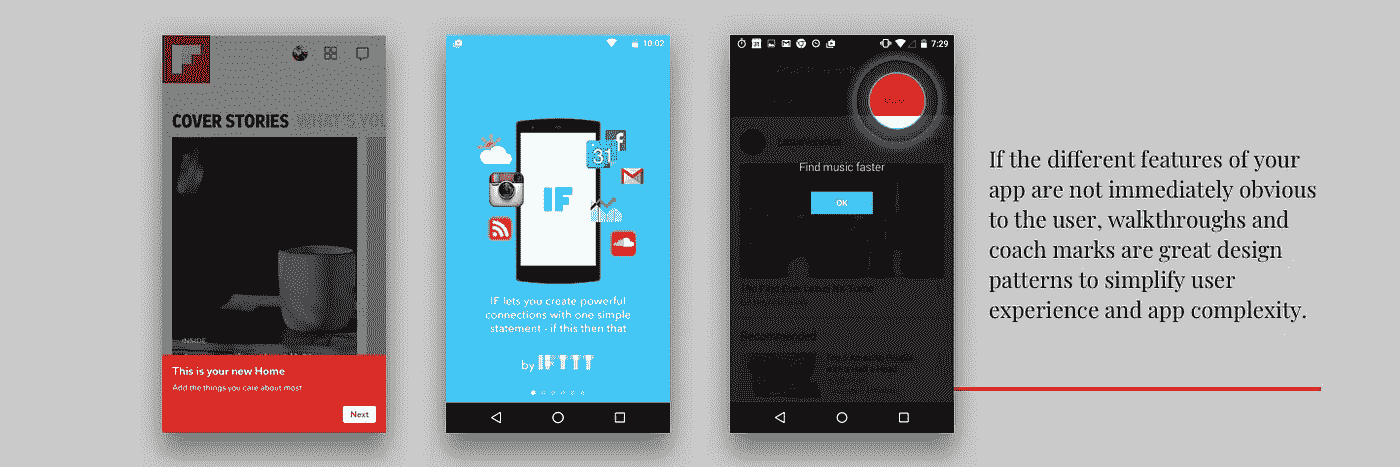 COVER STORIES WHAT'S YOU
INSIDE
This is your new Home
Add the things you care about most
Next
10:02
31
f
IF
IF lets you create powerful
connections with one simple
statement - if this then that
by IFTTT
7:29
31
Find music faster
OK
Recommended
If the different features of your
app are not immediately obvious
to the user, walkthroughs and
coach marks are great design
patterns to simplify user
experience and app complexity.